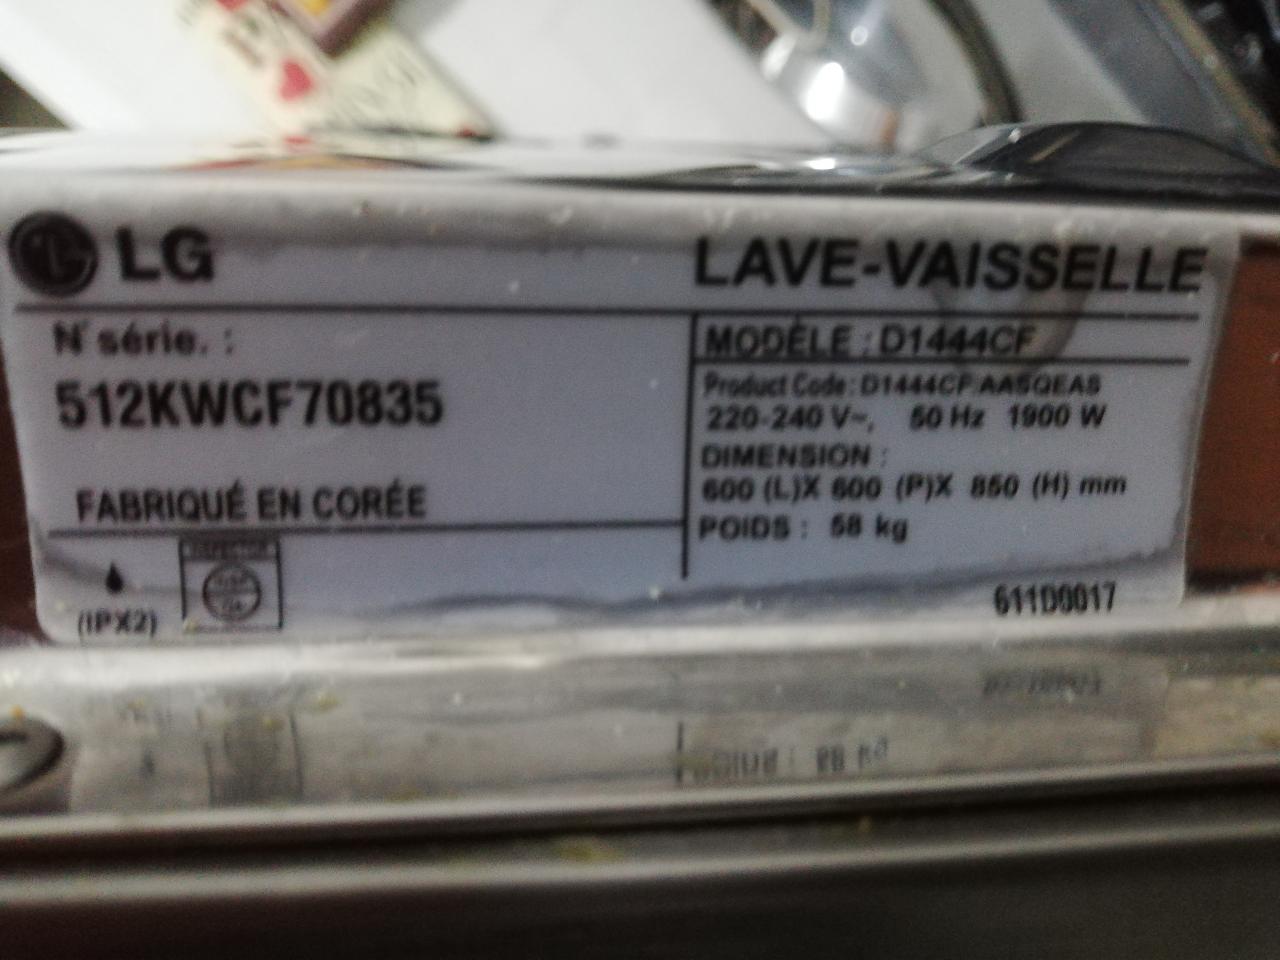 LG
LAVE-VAISSELLE
N° série. :
512KWCF70835
FABRIQUÉ EN CORÉE
(IPX2)
MODÈLE : D1444CF
Product Code : D1444CF.AASQEAS
220-240 V~, 50 Hz 1900 W
DIMENSION :
600 (L)X 600 (P)X 850 (H) mm
POIDS : 58 kg
611D0017